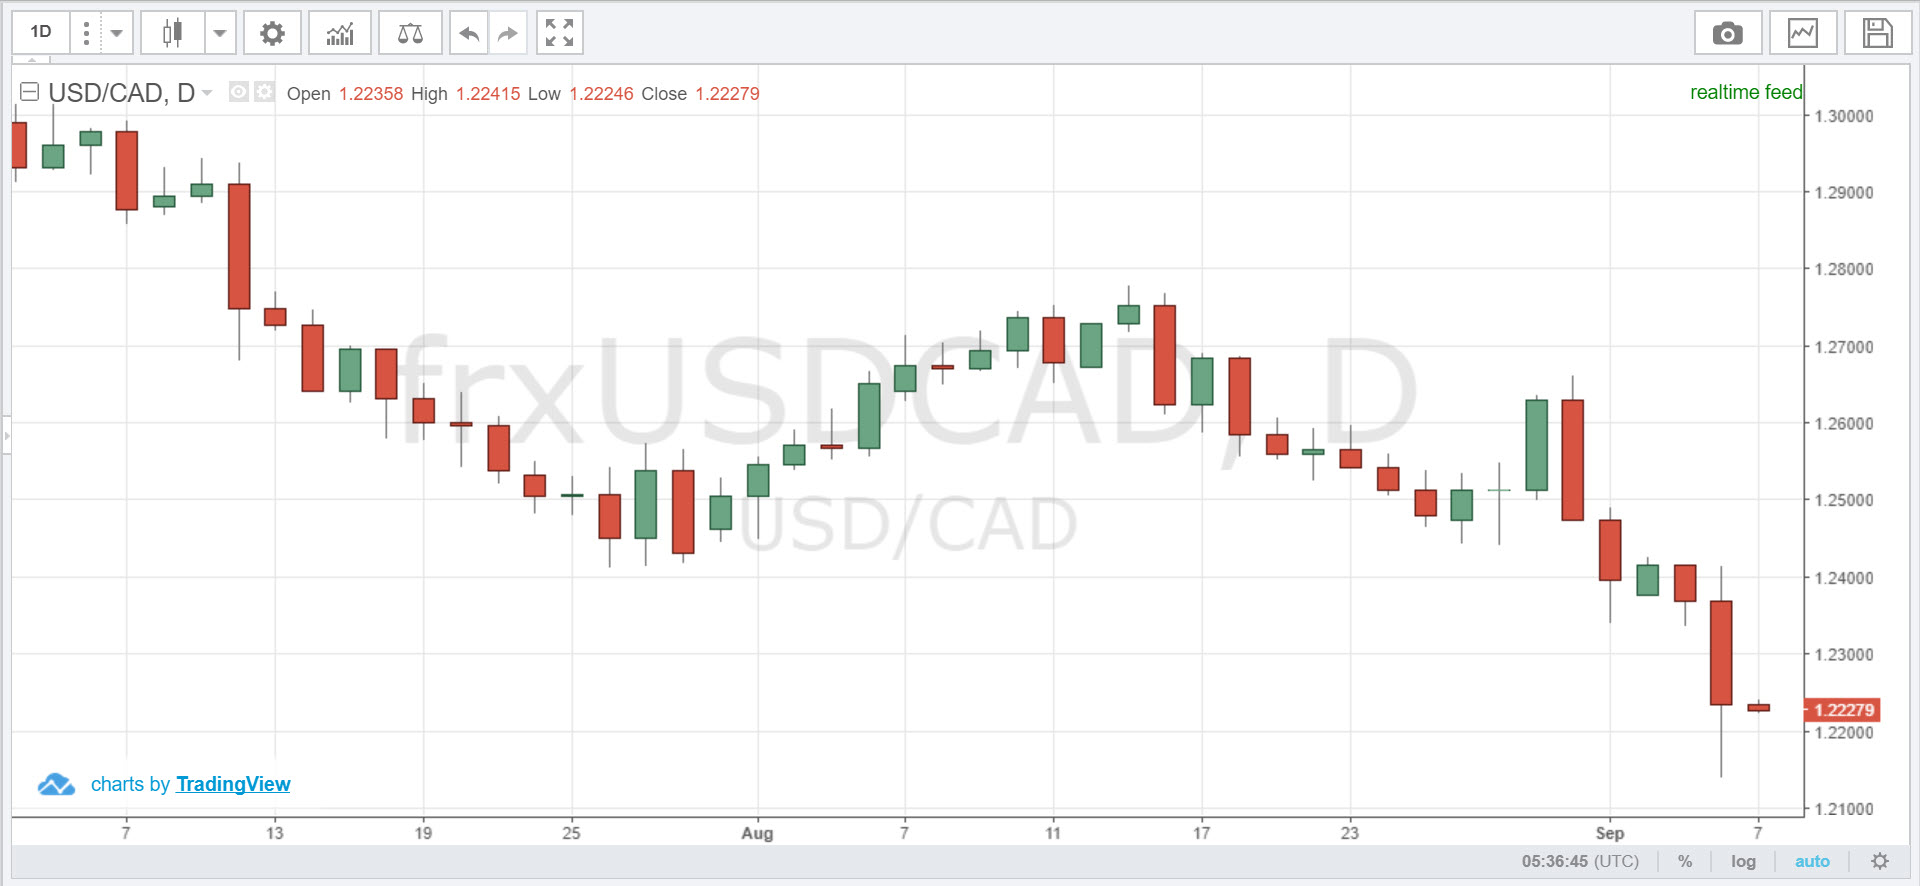 1D
USD/CAD, D Open 1.22358 High 1.22415 Low 1.22246 Close 1.22279
realtime feed
1.30000
1.29000
1.28000
1.27000
1.26000
1.25000
1.24000
1.23000
1.22279
1.22000
1.21000
frxUSDCAD, D
USD/CAD
charts by TradingView
7 13 19 25 Aug 7 11 17 23 Sep 7
05:36:45 (UTC) % log auto